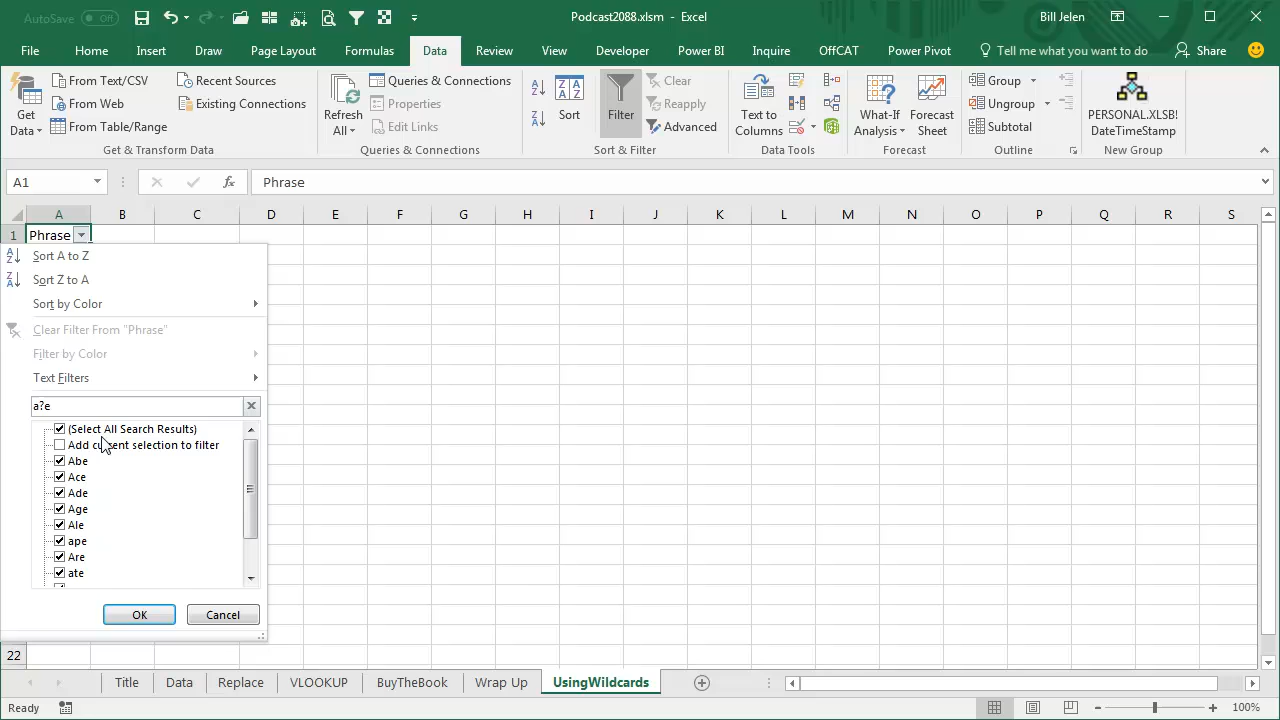 AutoSave Off Podcast2088.xlsm - Excel Bill Jelen
File Home Insert Draw Page Layout Formulas Data Review View Developer Power BI Inquire OffCAT Power Pivot Tell me what you want to do Share
From Text/CSV Recent Sources Queries & Connections Clear Group
From Web Existing Connections Properties Reapply Ungroup
From Table/Range Edit Links Advanced Subtotal
Get Data Refresh All Sort Filter Text to Columns What-If Analysis Forecast Sheet PERSONAL.XLSB! DateTimeStamp
Get & Transform Data Queries & Connections Sort & Filter Data Tools Forecast Outline New Group
A1 fx Phrase
A B C D E F G H I J K L M N O P Q R S
1 Phrase
Sort A to Z
Sort Z to A
Sort by Color
Clear Filter From "Phrase"
Filter by Color
Text Filters
a?e
(Select All Search Results)
Add current selection to filter
Abe
Ace
Ade
Age
Ale
ape
Are
ate
OK Cancel
22
Title Data Replace VLOOKUP BuyTheBook Wrap Up UsingWildcards
Ready 100%